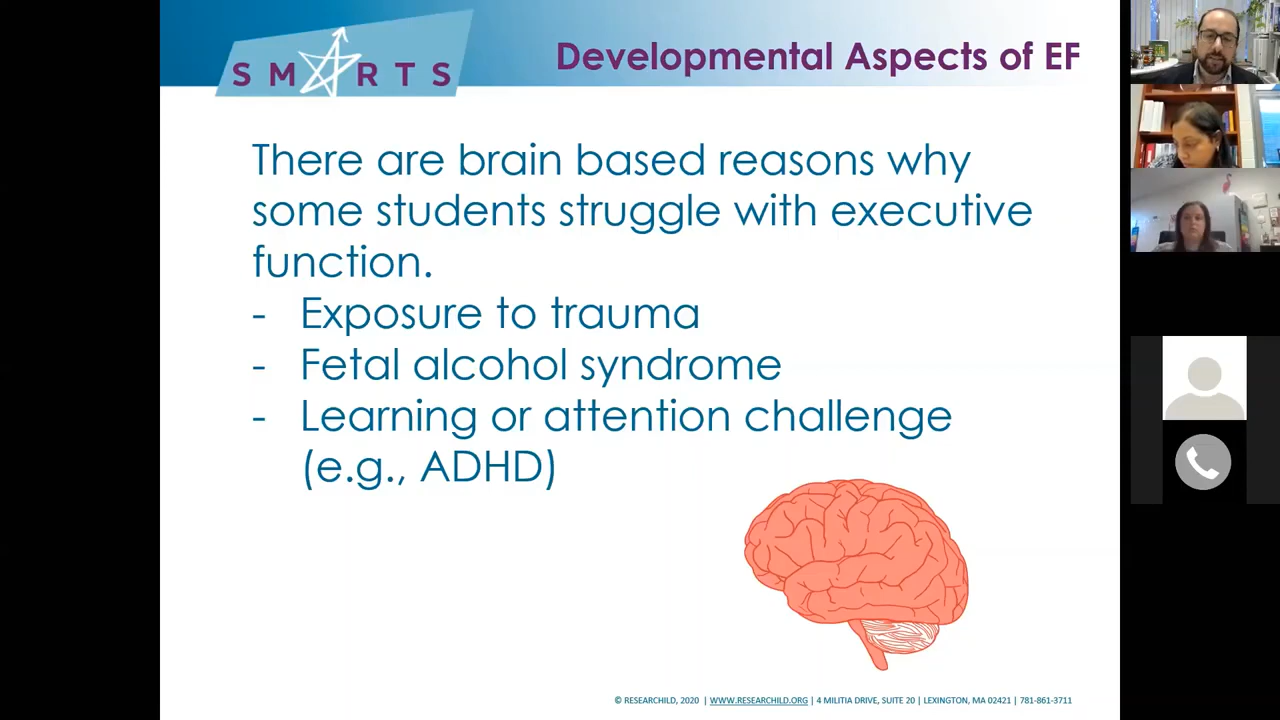 SMARTS
Developmental Aspects of EF
There are brain based reasons why
some students struggle with executive
function.
- Exposure to trauma
- Fetal alcohol syndrome
- Learning or attention challenge
(e.g., ADHD)
© RESEARCHILD, 2020 | WWW.RESEARCHILD.ORG | 4 MILITIA DRIVE, SUITE 20 | LEXINGTON, MA 02421 | 781-861-3711